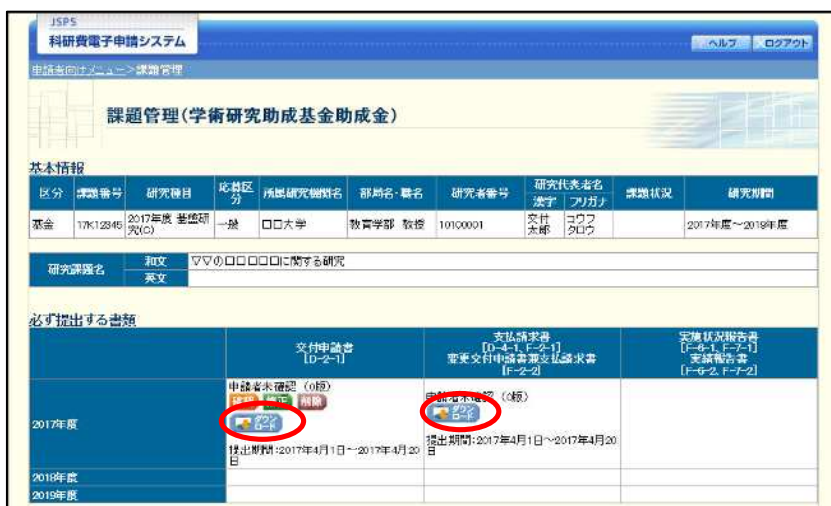 JSPS
科研費電子申請システム
ヘルプ ログアウト
申請者向けメニュー>課題管理
課題管理(学術研究助成基金助成金)
基本情報
区分 課題番号 研究種目 応募区分 所属研究機関名 部局名・職名 研究者番号 研究代表者名 漢字 フリガナ 課題状況 研究期間
基金 17K12345 2017年度 基盤研究(C) 一般 口口大学 教育学部 教授 10100001 交付 太郎 コウフ タロウ 2017年度~2019年度
研究課題名 和文 ▽▽の口口口口口に関する研究
英文
必ず提出する書類
交付申請書
[D-2-1]
支払請求書
[D-4-1, F-2-1]
変更交付申請書兼支払請求書
[F-2-2]
実施状況報告書
[F-6-1, F-7-1]
実績報告書
[F-6-2, F-7-2]
2017年度
申請者未確認 (0版)
確認 修正 削除
ダウンロード
提出期間:2017年4月1日~2017年4月20日
申請者未確認 (0版)
ダウンロード
提出期間:2017年4月1日~2017年4月20日
2018年度
2019年度